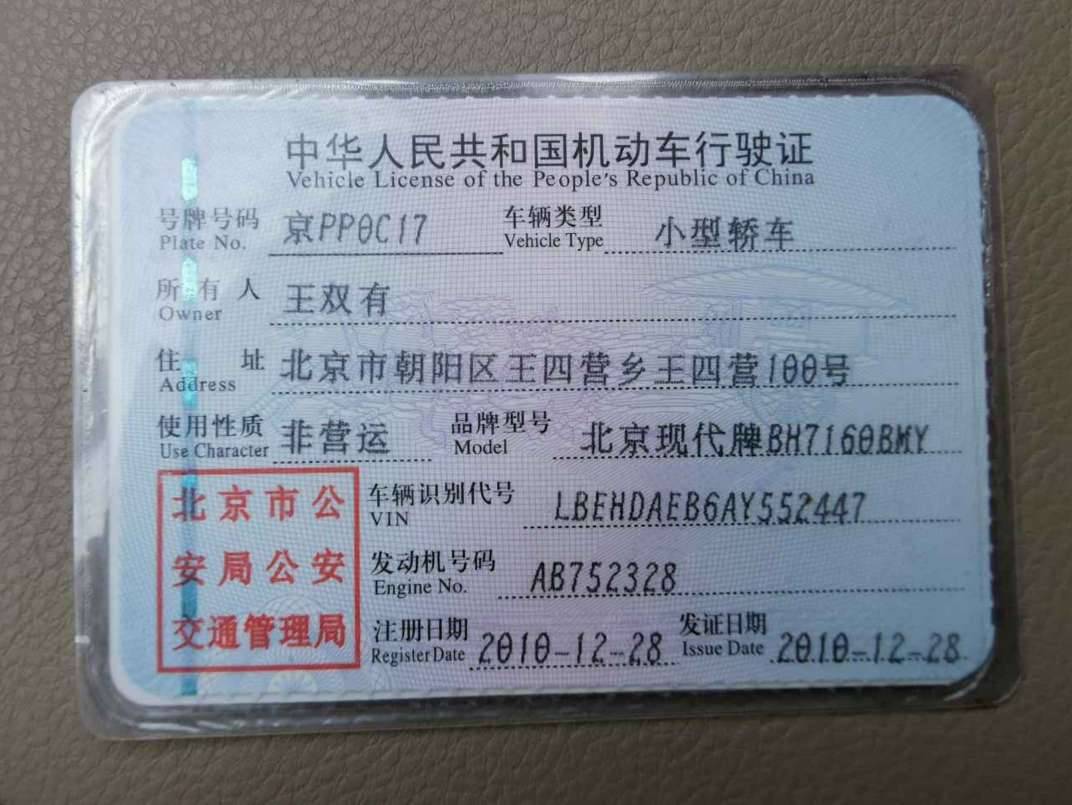 中华人民共和国机动车行驶证
Vehicle License of the People's Republic of China
号牌号码 京PP0C17 车辆类型 小型轿车
Plate No. Vehicle Type
所有人 王双有
Owner
住址 北京市朝阳区王四营乡王四营100号
Address
使用性质 非营运 品牌型号 北京现代牌BH7160BMY
Use Character Model
北京市公 车辆识别代号 LBEHDAEB6AY552447
VIN
安局公安 发动机号码 AB752328
Engine No.
交通管理局 注册日期 2010-12-28 发证日期 2010-12-28
Register Date Issue Date